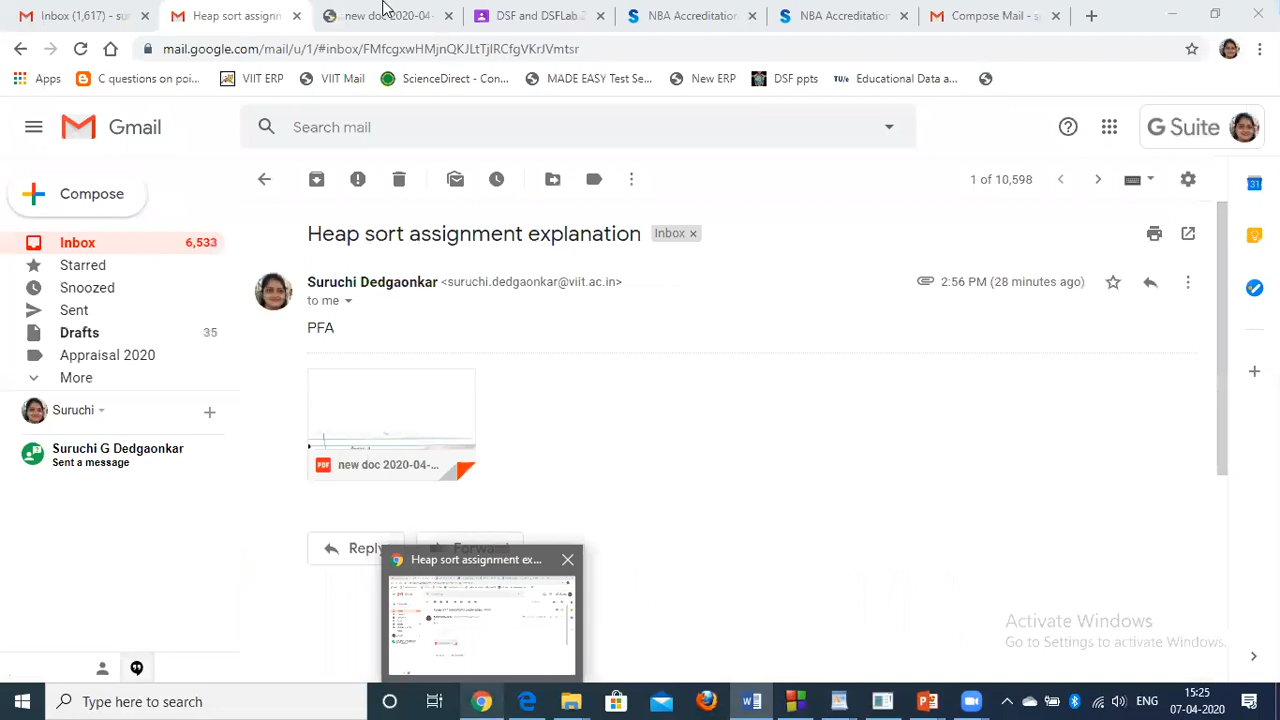 Inbox (1,617) - sur
Heap sort assignm
new doc 2020-04-
DSF and DSFLab 2
NBA Accreditation
NBA Accreditation
Compose Mail - s
mail.google.com/mail/u/1/#inbox/FMfcgxwHMjnQKJLtTjlRCfgVKrJVmtsr
Apps
C questions on poi...
VIIT ERP
VIIT Mail
ScienceDirect - Con...
MADE EASY Test Se...
New ERP
DSF ppts
TU/e Educational Data a...
Gmail
Search mail
G Suite
Compose
1 of 10,598
31
Inbox 6,533
Starred
Snoozed
Sent
Drafts 35
Appraisal 2020
More
Suruchi
Suruchi G Dedgaonkar
Sent a message
Heap sort assignment explanation
Inbox x
Suruchi Dedgaonkar <suruchi.dedgaonkar@viit.ac.in>
2:56 PM (28 minutes ago)
to me
PFA
PDF new doc 2020-04-...
Reply
Forward
Heap sort assignment ex...
Activate Windows
Go to Settings to activate Windows.
Type here to search
ENG
15:25
07-04-2020